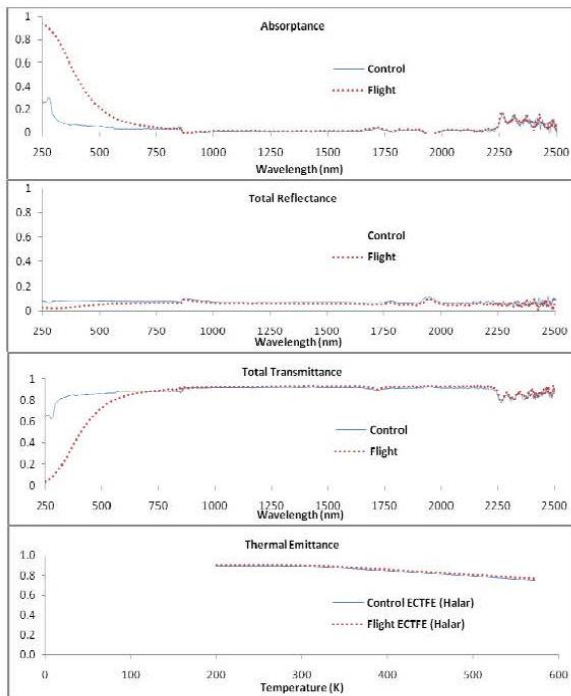 Absorptance
1
0.8
0.6
0.4
0.2
0
Control
Flight
250 500 750 1000 1250 1500 1750 2000 2250 2500
Wavelength (nm)
Total Reflectance
1
0.8
0.6
0.4
0.2
0
Control
Flight
250 500 750 1000 1250 1500 1750 2000 2250 2500
Wavelength (nm)
Total Transmittance
1
0.8
0.6
0.4
0.2
0
Control
Flight
250 500 750 1000 1250 1500 1750 2000 2250 2500
Wavelength (nm)
Thermal Emittance
1.0
0.8
0.6
0.4
0.2
0.0
Control ECTFE (Halar)
Flight ECTFE (Halar)
0 100 200 300 400 500 600
Temperature (K)